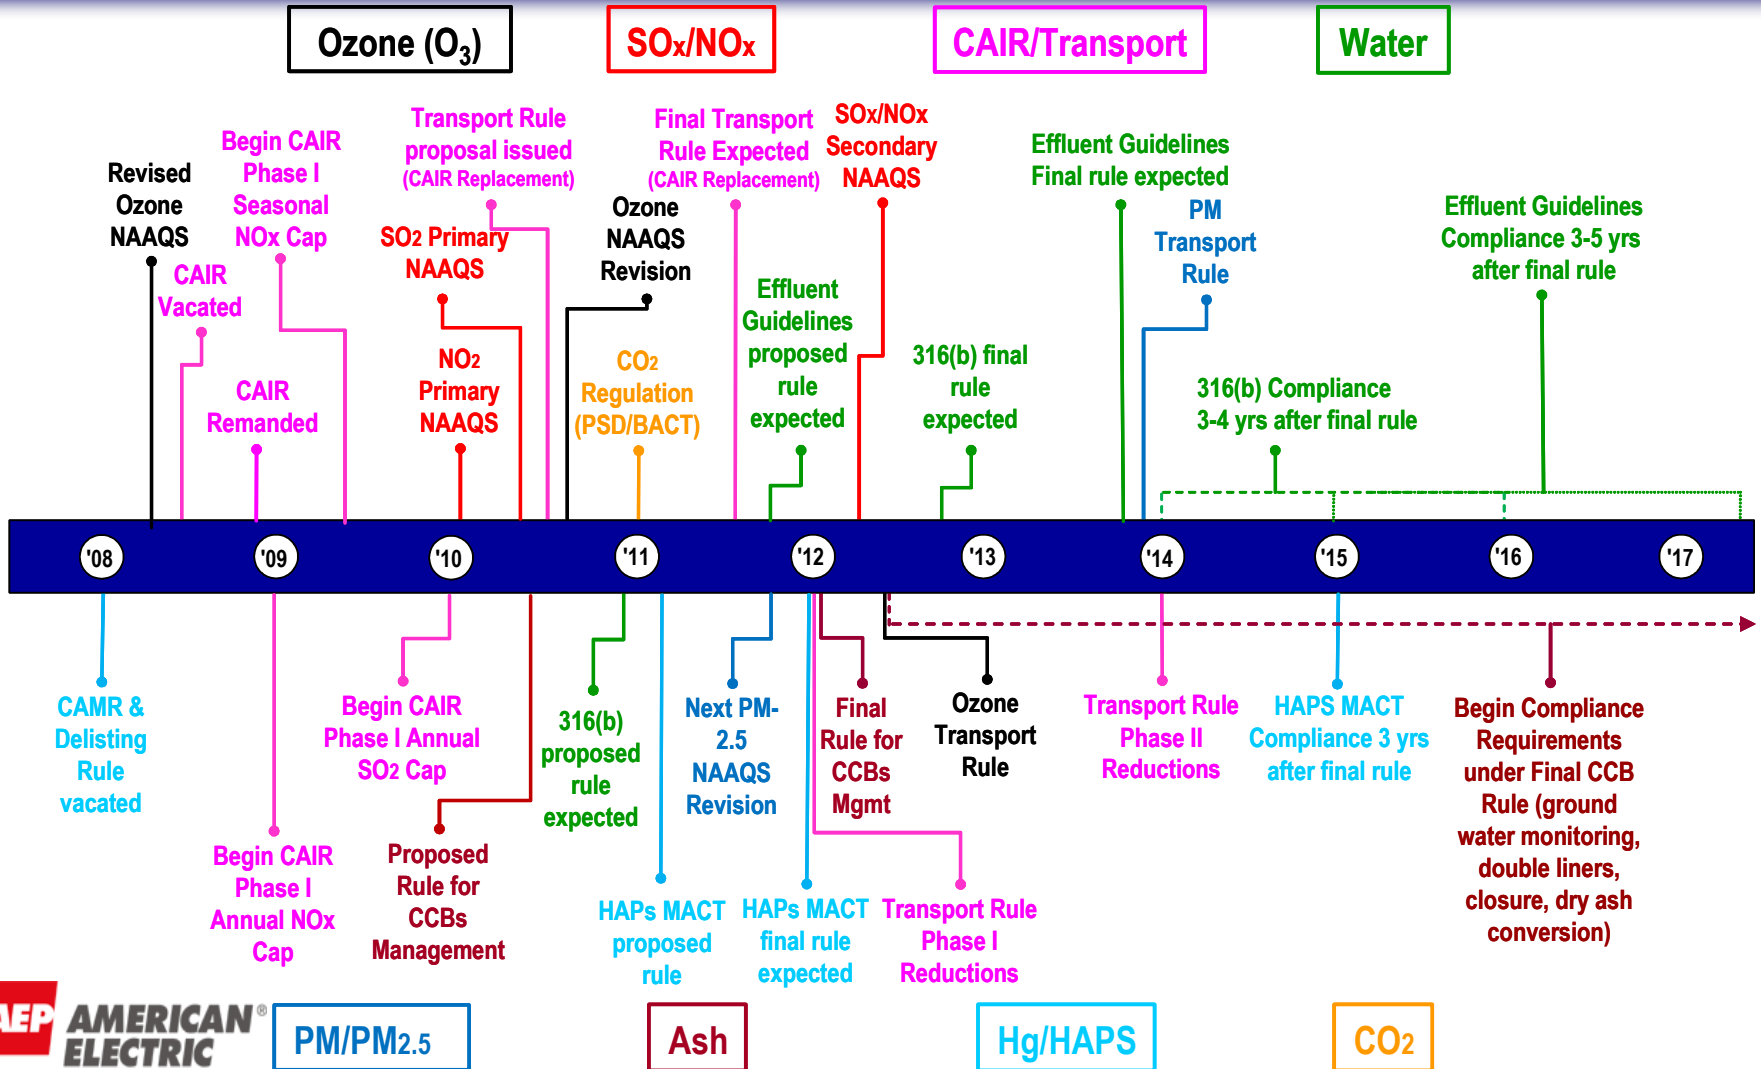 Ozone (O3)
SOx/NOx
CAIR/Transport
Water
Revised
Ozone
NAAQS
CAIR
Vacated
Begin CAIR
Phase I
Seasonal
NOx Cap
CAIR
Remanded
Transport Rule
proposal issued
(CAIR Replacement)
SO2 Primary
NAAQS
NO2
Primary
NAAQS
Ozone
NAAQS
Revision
CO2
Regulation
(PSD/BACT)
Final Transport
Rule Expected
(CAIR Replacement)
Effluent
Guidelines
proposed
rule
expected
SOx/NOx
Secondary
NAAQS
316(b) final
rule
expected
Effluent Guidelines
Final rule expected
PM
Transport
Rule
316(b) Compliance
3-4 yrs after final rule
Effluent Guidelines
Compliance 3-5 yrs
after final rule
'08
'09
'10
'11
'12
'13
'14
'15
'16
'17
CAMR &
Delisting
Rule
vacated
Begin CAIR
Phase I
Annual NOx
Cap
Begin CAIR
Phase I Annual
SO2 Cap
Proposed
Rule for
CCBs
Management
316(b)
proposed
rule
expected
HAPs MACT
proposed
rule
Next PM-
2.5
NAAQS
Revision
HAPs MACT
final rule
expected
Final
Rule for
CCBs
Mgmt
Transport Rule
Phase I
Reductions
Ozone
Transport
Rule
Transport Rule
Phase II
Reductions
HAPS MACT
Compliance 3 yrs
after final rule
Begin Compliance
Requirements
under Final CCB
Rule (ground
water monitoring,
double liners,
closure, dry ash
conversion)
AEP
AMERICAN®
ELECTRIC
PM/PM2.5
Ash
Hg/HAPS
CO2